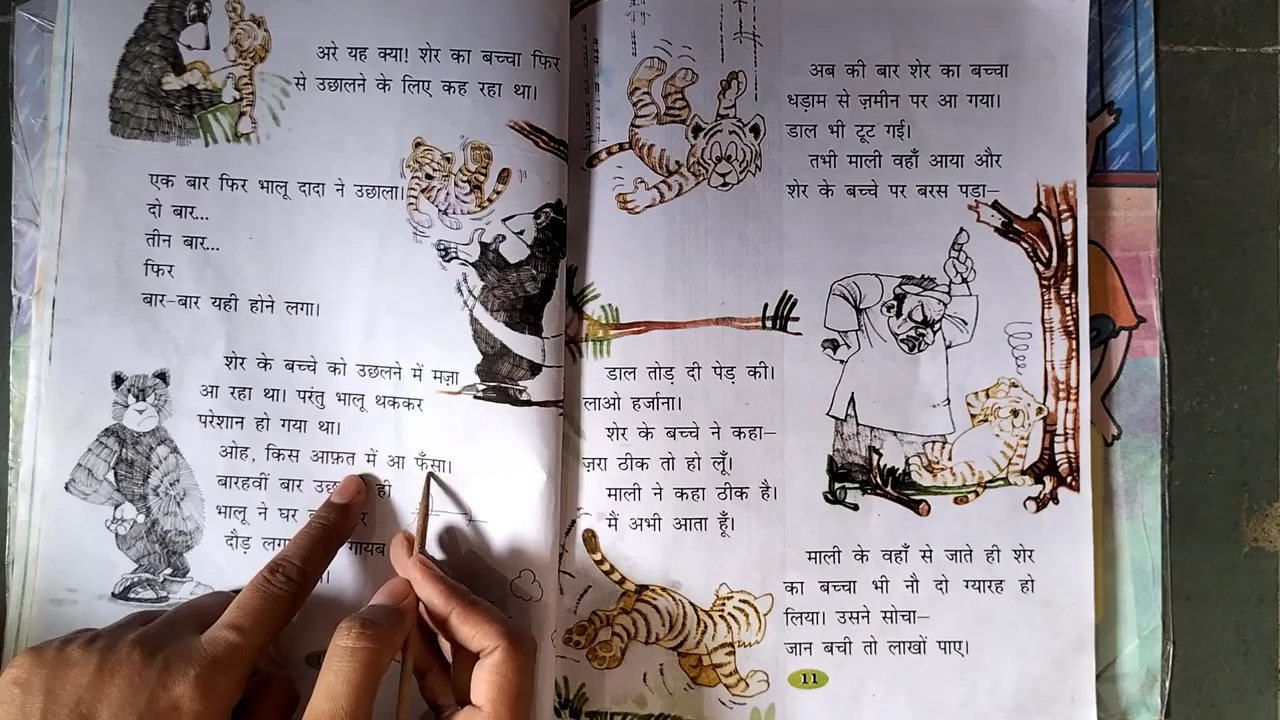 अरे यह क्या! शेर का बच्चा फिर
से उछालने के लिए कह रहा था।
एक बार फिर भालू दादा ने उछाला।
दो बार...
तीन बार...
फिर
बार-बार यही होने लगा।
शेर के बच्चे को उछलने में मज़ा
आ रहा था। परंतु भालू थककर
परेशान हो गया था।
ओह, किस आफ़त में आ फँसा।
बारहवीं बार ही
भालू ने घर
दौड़ गायब
अब की बार शेर का बच्चा
धड़ाम से ज़मीन पर आ गया।
डाल भी टूट गई।
तभी माली वहाँ आया और
शेर के बच्चे पर बरस पड़ा–
डाल तोड़ दी पेड़ की।
लाओ हर्जाना।
शेर के बच्चे ने कहा–
ज़रा ठीक तो हो लूँ।
माली ने कहा ठीक है।
मैं अभी आता हूँ।
माली के वहाँ से जाते ही शेर
का बच्चा भी नौ दो ग्यारह हो
लिया। उसने सोचा–
जान बची तो लाखों पाए।
11